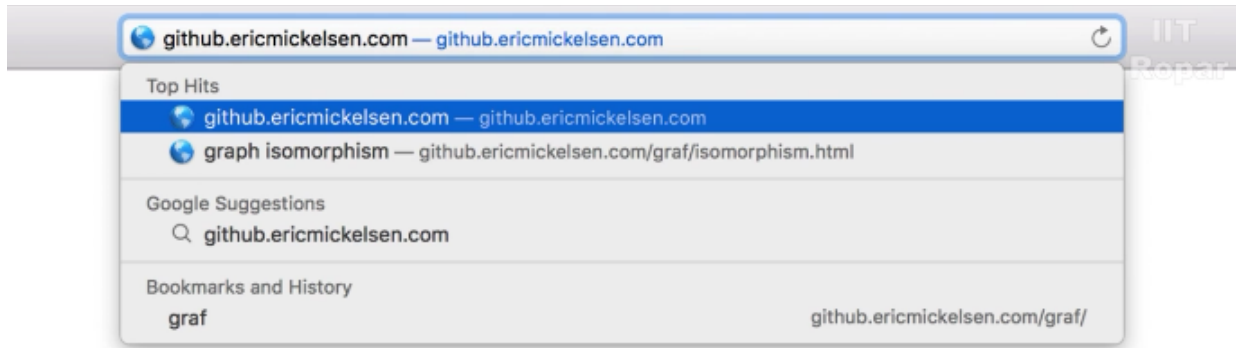 github.ericmickelsen.com — github.ericmickelsen.com
IIT
Ropar
Top Hits
github.ericmickelsen.com — github.ericmickelsen.com
graph isomorphism — github.ericmickelsen.com/graf/isomorphism.html
Google Suggestions
github.ericmickelsen.com
Bookmarks and History
graf github.ericmickelsen.com/graf/